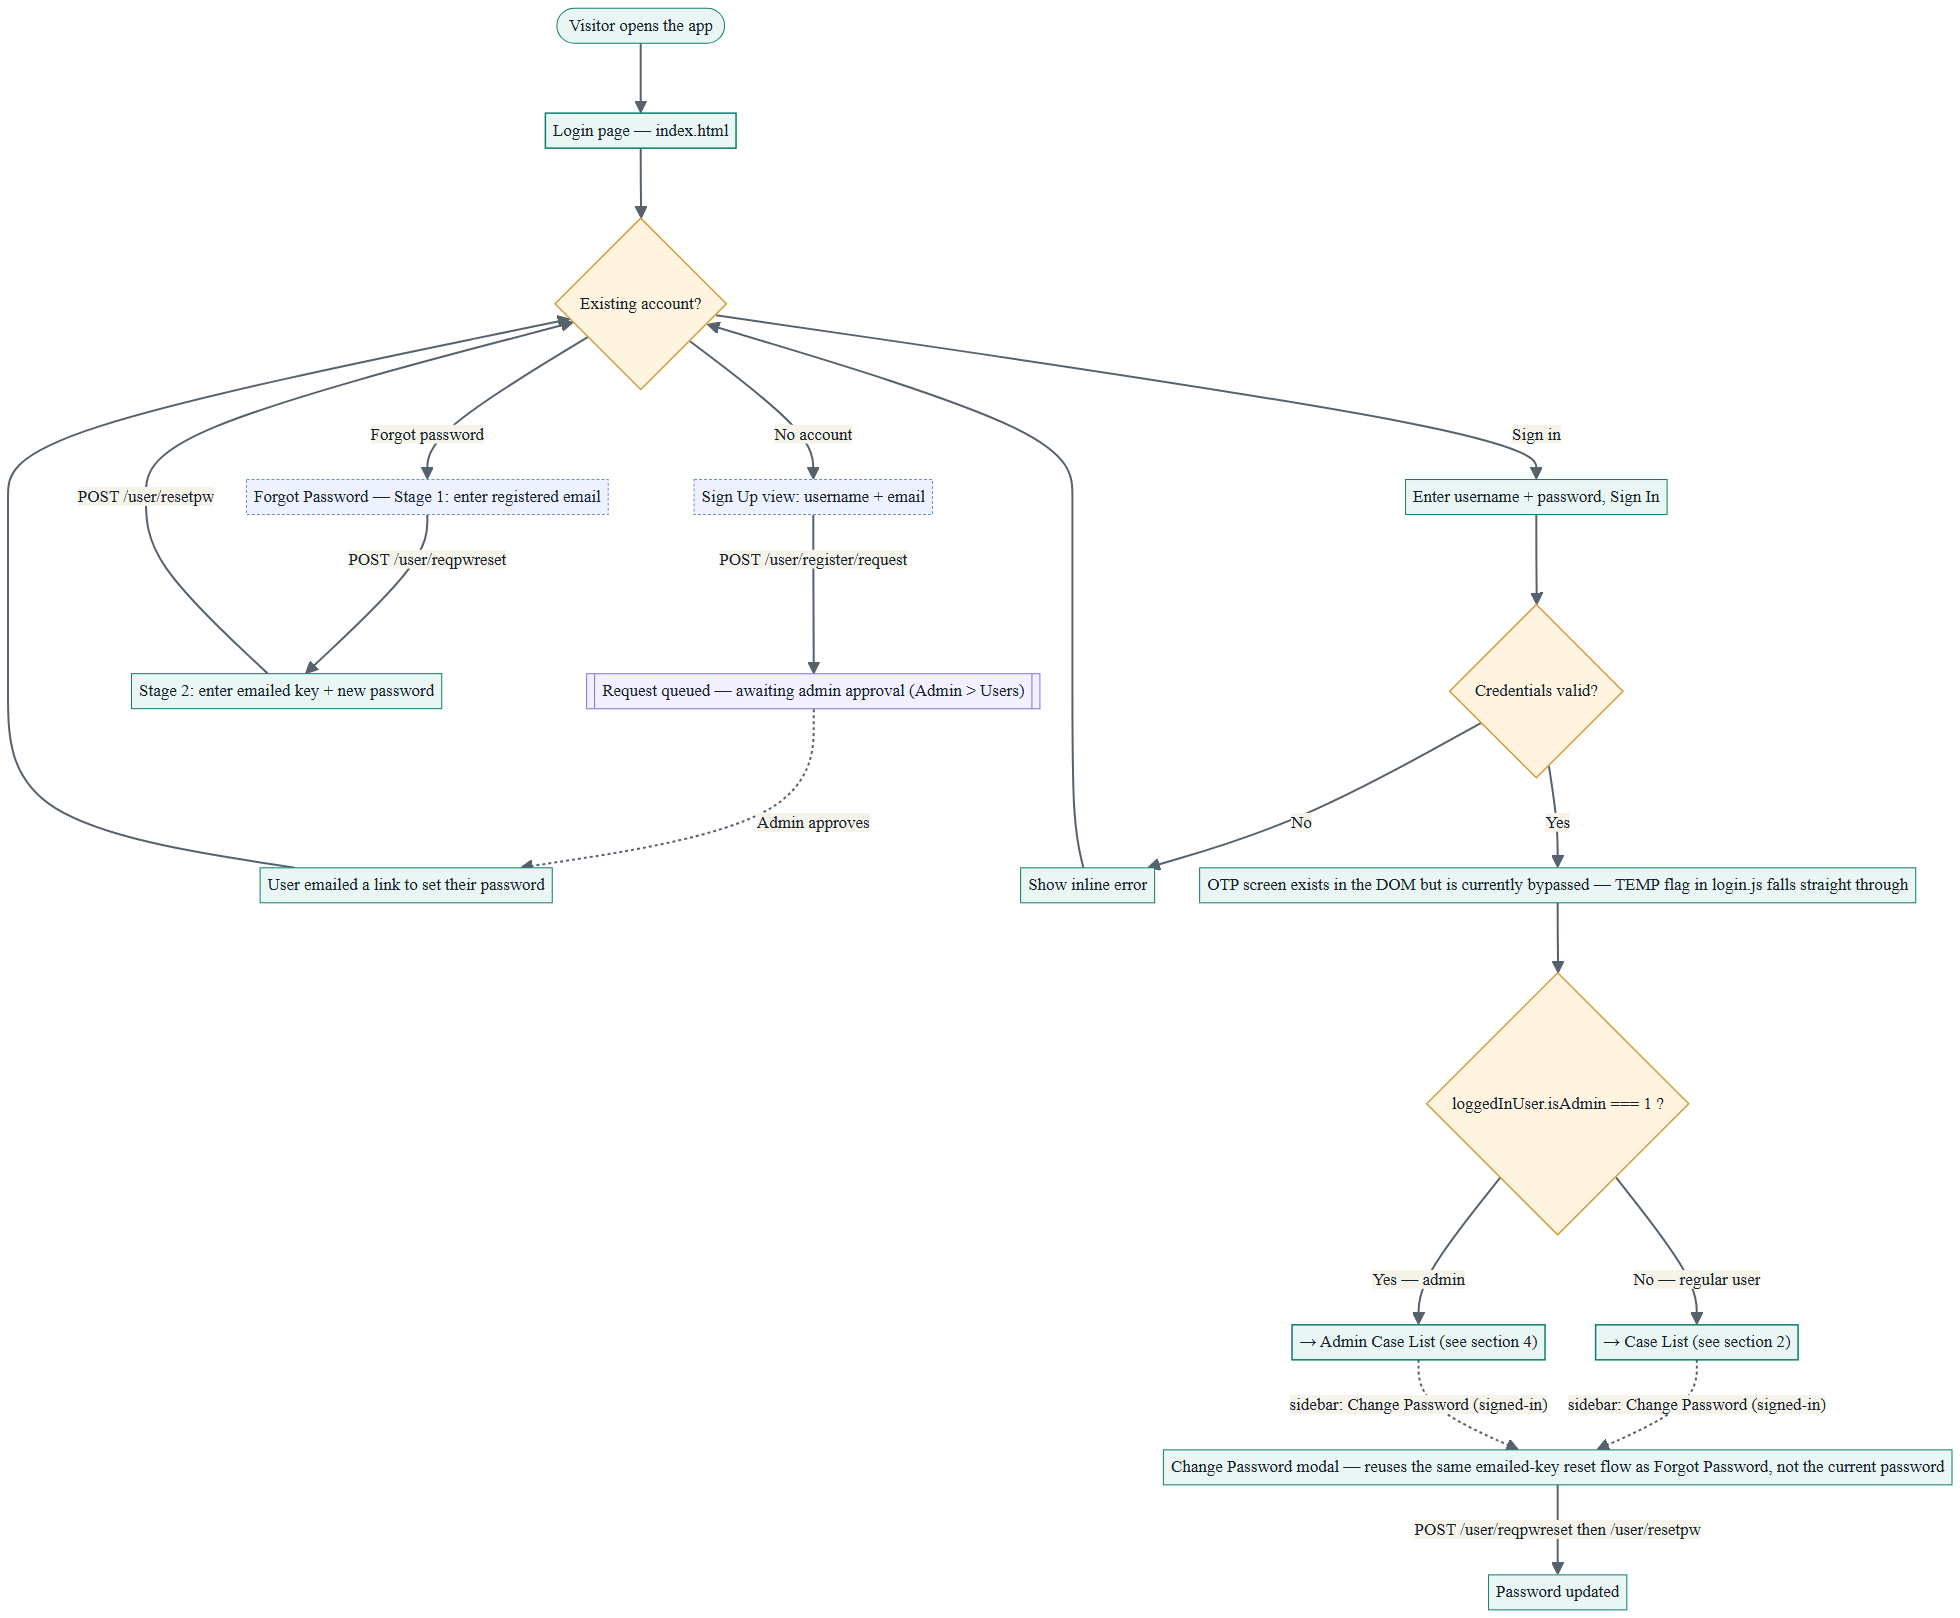 Visitor opens the app
Login page — index.html
Existing account?
Forgot password
No account
Sign in
POST /user/resetpw
Forgot Password — Stage 1: enter registered email
Sign Up view: username + email
Enter username + password, Sign In
POST /user/reqpwreset
POST /user/register/request
Stage 2: enter emailed key + new password
Request queued — awaiting admin approval (Admin > Users)
Credentials valid?
Admin approves
No
Yes
User emailed a link to set their password
Show inline error
OTP screen exists in the DOM but is currently bypassed — TEMP flag in login.js falls straight through
loggedInUser.isAdmin === 1 ?
Yes — admin
No — regular user
→ Admin Case List (see section 4)
→ Case List (see section 2)
sidebar: Change Password (signed-in)
sidebar: Change Password (signed-in)
Change Password modal — reuses the same emailed-key reset flow as Forgot Password, not the current password
POST /user/reqpwreset then /user/resetpw
Password updated